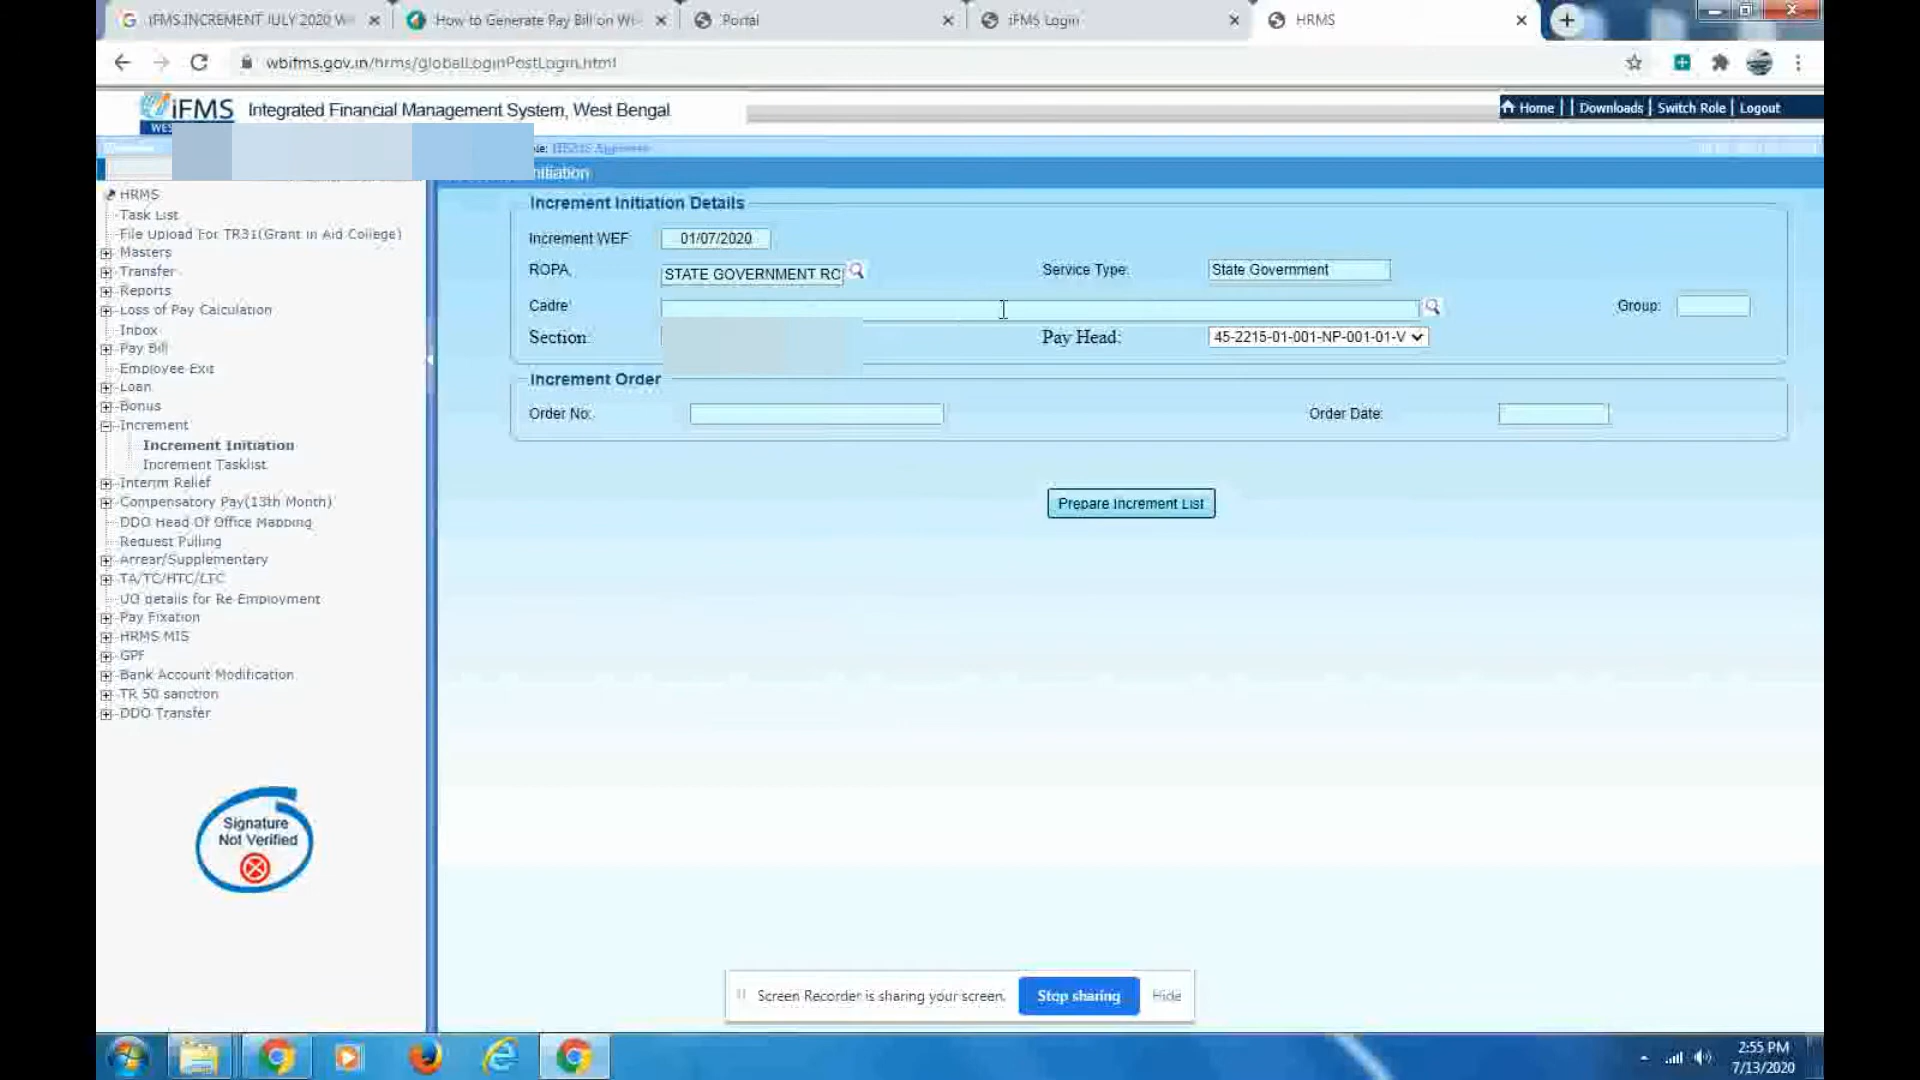 iFMS INCREMENT JULY 2020 W
How to Generate Pay Bill on WI
Portal
iFMS Login
HRMS
wbifms.gov.in/hrms/globalLoginPostLogin.html
iFMS
Integrated Financial Management System, West Bengal
Home | | Downloads | Switch Role | Logout
WES
HRMS Approver
nitiation
HRMS
Task List
File Upload For TR31(Grant in Aid College)
Masters
Transfer
Reports
Loss of Pay Calculation
Inbox
Pay Bill
Employee Exit
Loan
Bonus
Increment
Increment Initiation
Increment Tasklist
Interim Relief
Compensatory Pay(13th Month)
DDO Head Of Office Mapping
Request Pulling
Arrear/Supplementary
TA/TC/HTC/LTC
UO details for Re Employment
Pay Fixation
HRMS MIS
GPF
Bank Account Modification
TR 50 sanction
DDO Transfer
Signature
Not Verified
Increment Initiation Details
Increment WEF 01/07/2020
ROPA STATE GOVERNMENT RO Service Type: State Government
Cadre Group:
Section: Pay Head: 45-2215-01-001-NP-001-01-V
Increment Order
Order No: Order Date:
Prepare Increment List
Screen Recorder is sharing your screen. Stop sharing Hide
2:55 PM
7/13/2020